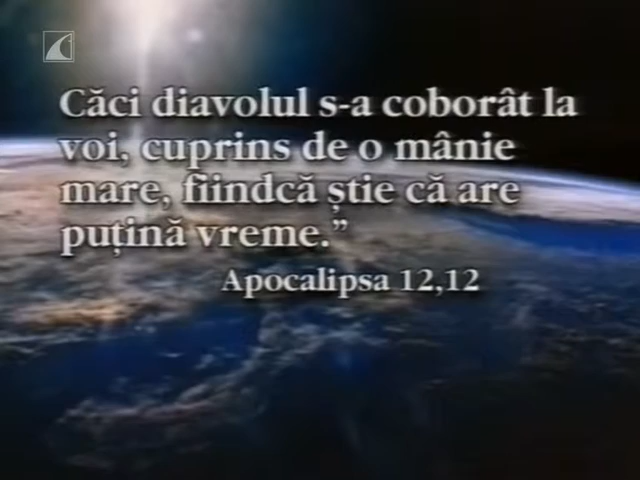 Căci diavolul s-a coborât la
voi, cuprins de o mânie
mare, fiindcă știe că are
puțină vreme.”
Apocalipsa 12,12